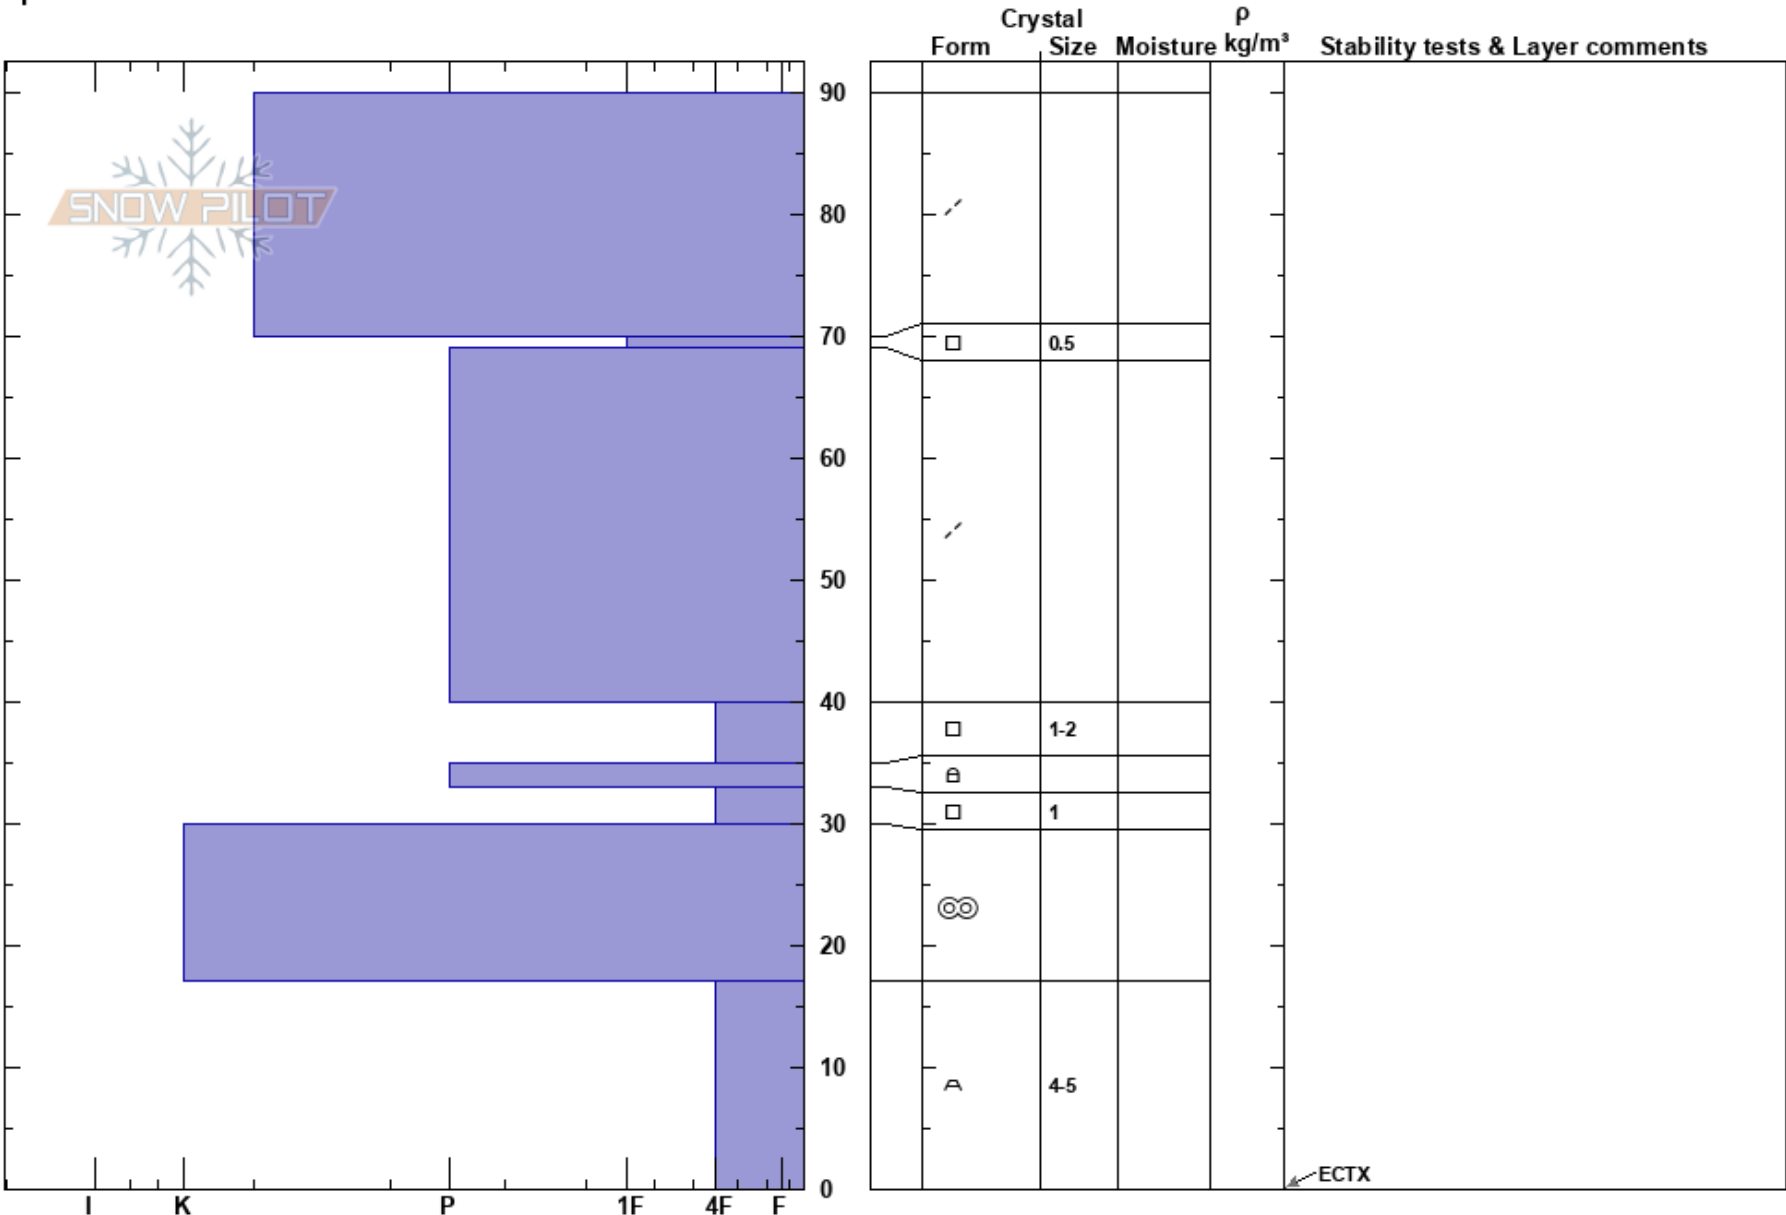 Crystal ρ
Form Size Moisture kg/m³ Stability tests & Layer comments
90
SNOW PILOT
80
70
0.5
60
50
40
1-2
1
30
20
10
4-5
ECTX
0
I K P 1F 4F F